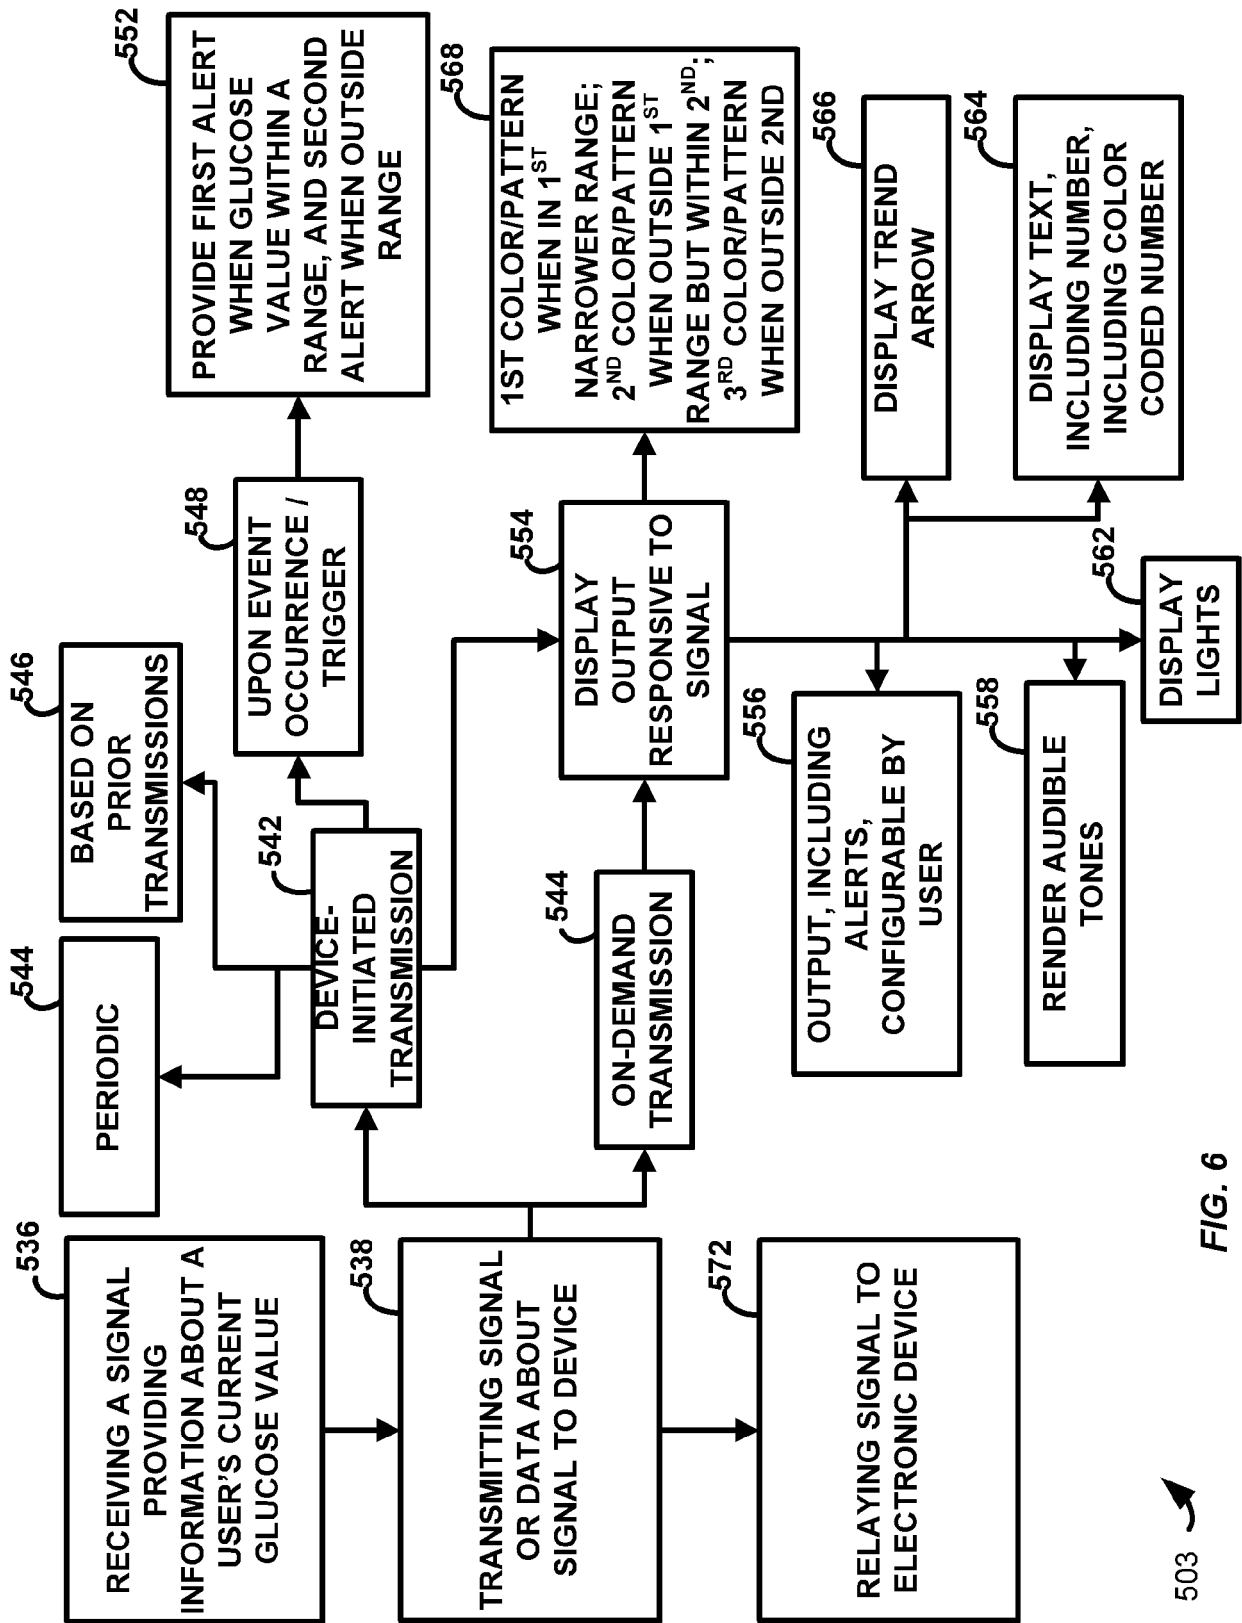 536
RECEIVING A SIGNAL
PROVIDING
INFORMATION ABOUT A
USER'S CURRENT
GLUCOSE VALUE
538
TRANSMITTING SIGNAL
OR DATA ABOUT
SIGNAL TO DEVICE
572
RELAYING SIGNAL TO
ELECTRONIC DEVICE
544
PERIODIC
546
BASED ON
PRIOR
TRANSMISSIONS
542
DEVICE-
INITIATED
TRANSMISSION
548
UPON EVENT
OCCURRENCE /
TRIGGER
552
PROVIDE FIRST ALERT
WHEN GLUCOSE
VALUE WITHIN A
RANGE, AND SECOND
ALERT WHEN OUTSIDE
RANGE
544
ON-DEMAND
TRANSMISSION
554
DISPLAY
OUTPUT
RESPONSIVE TO
SIGNAL
568
1ST COLOR/PATTERN
WHEN IN 1ST
NARROWER RANGE;
2ND COLOR/PATTERN
WHEN OUTSIDE 1ST
RANGE BUT WITHIN 2ND;
3RD COLOR/PATTERN
WHEN OUTSIDE 2ND
556
OUTPUT, INCLUDING
ALERTS,
CONFIGURABLE BY
USER
558
RENDER AUDIBLE
TONES
562
DISPLAY
LIGHTS
566
DISPLAY TREND
ARROW
564
DISPLAY TEXT,
INCLUDING NUMBER,
INCLUDING COLOR
CODED NUMBER
503
FIG. 6